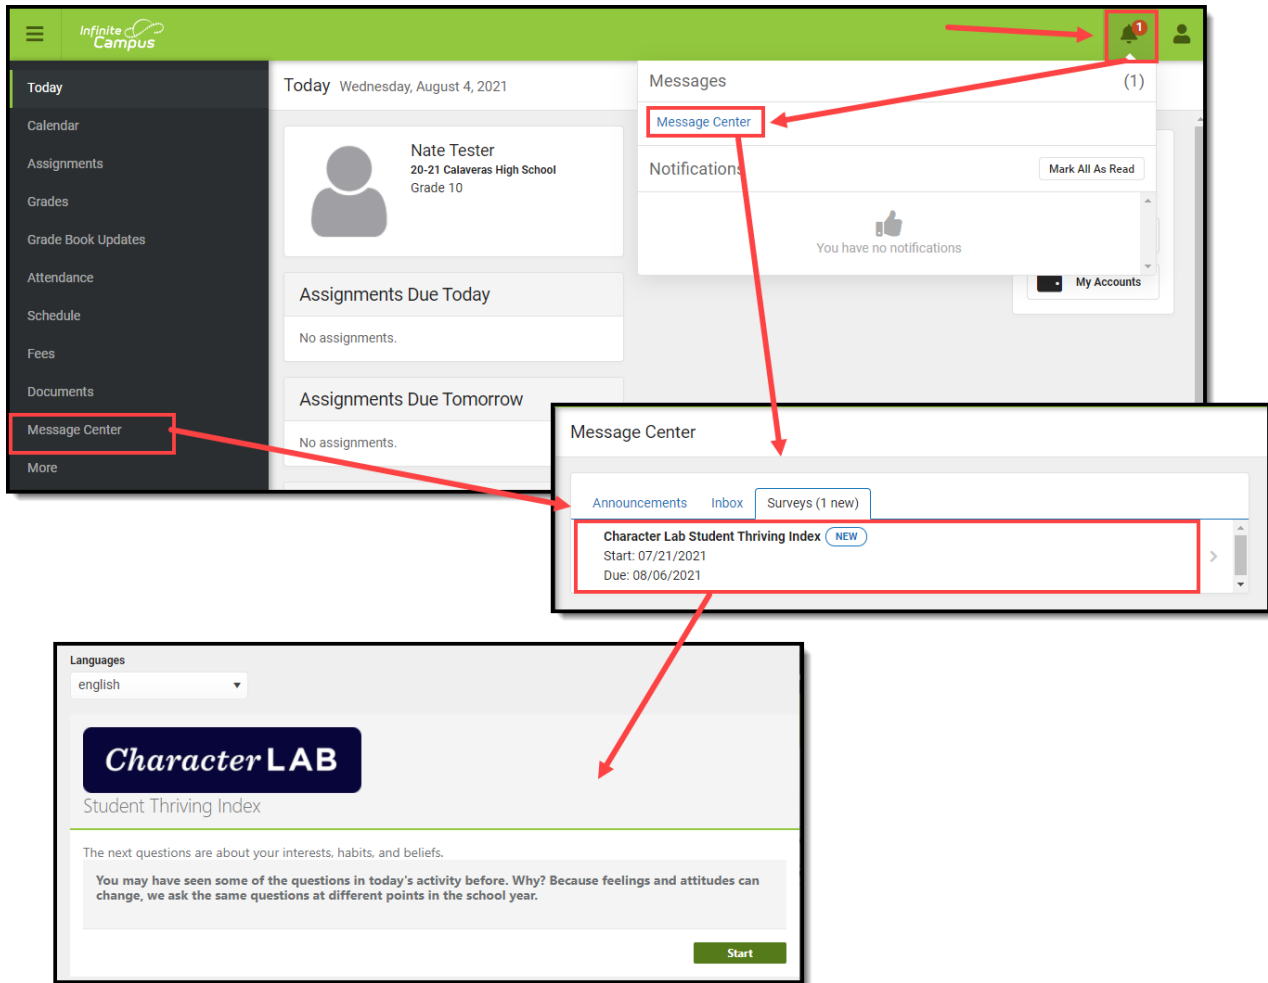 Infinite
Campus
1
Today
Calendar
Assignments
Grades
Grade Book Updates
Attendance
Schedule
Fees
Documents
Message Center
More
Today Wednesday, August 4, 2021
Nate Tester
20-21 Calaveras High School
Grade 10
Assignments Due Today
No assignments.
Assignments Due Tomorrow
No assignments.
Messages (1)
Message Center
Notifications Mark All As Read
You have no notifications
My Accounts
Message Center
Announcements Inbox Surveys (1 new)
Character Lab Student Thriving Index NEW
Start: 07/21/2021
Due: 08/06/2021
Languages
english
Character LAB
Student Thriving Index
The next questions are about your interests, habits, and beliefs.
You may have seen some of the questions in today's activity before. Why? Because feelings and attitudes can
change, we ask the same questions at different points in the school year.
Start